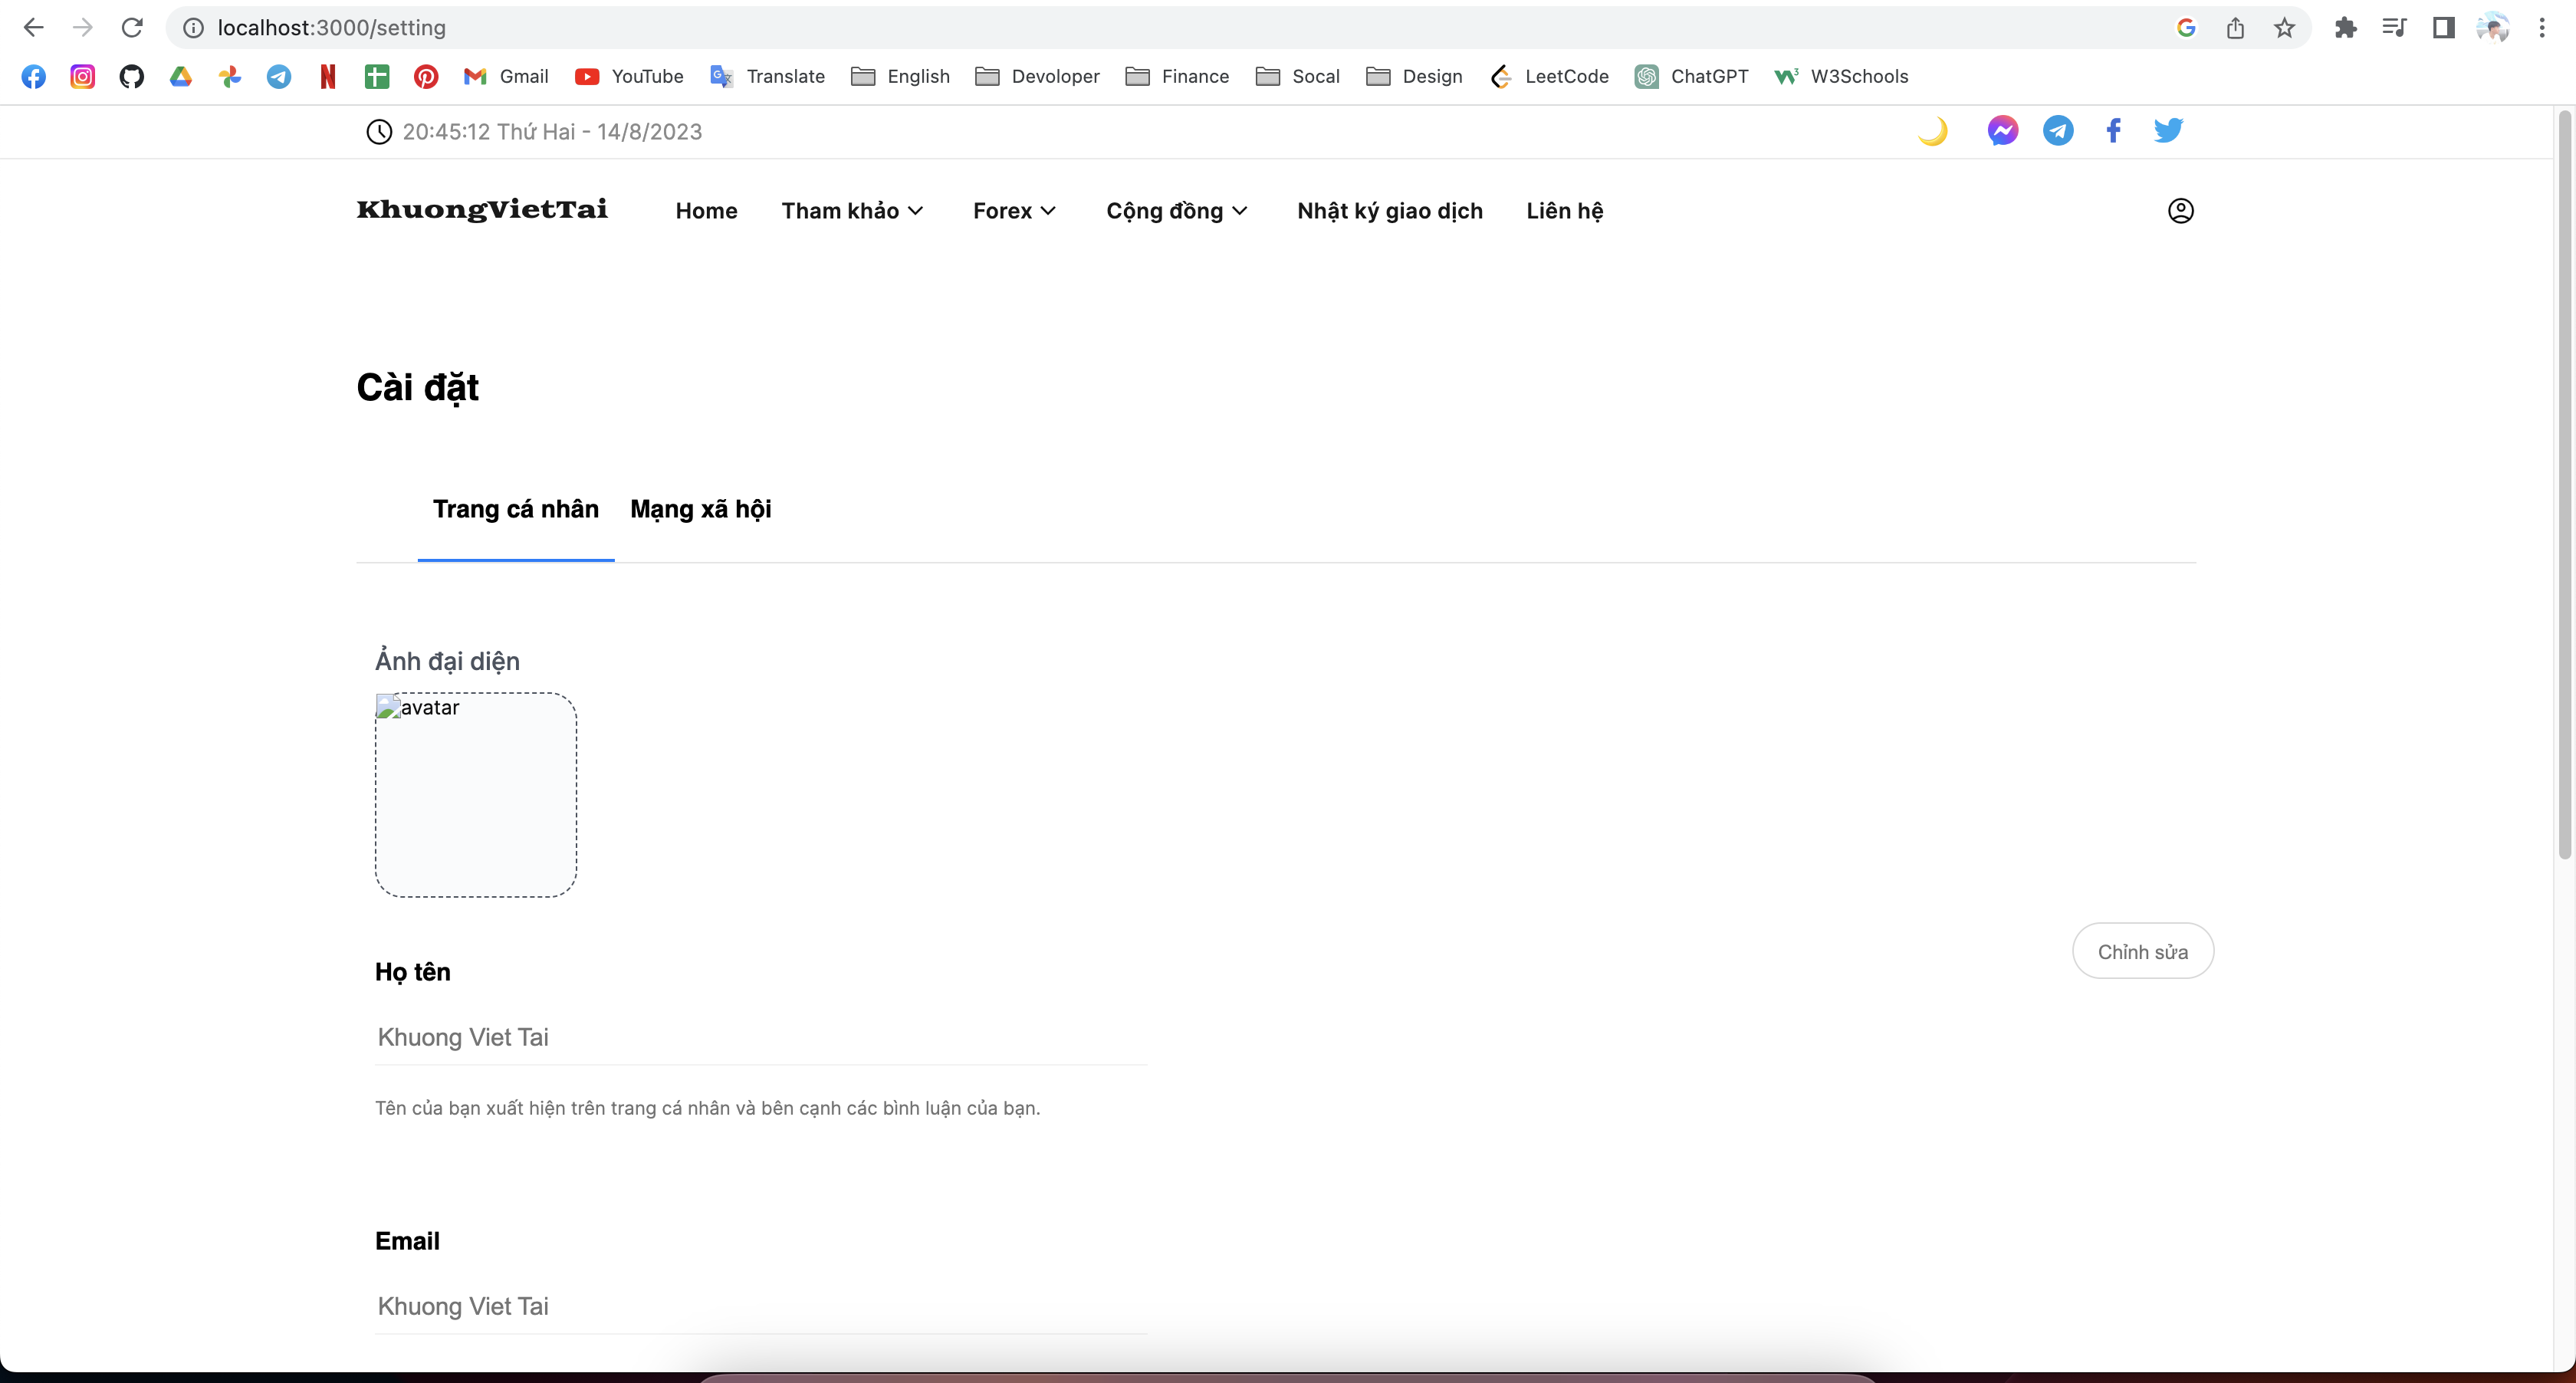 localhost:3000/setting
Gmail YouTube Translate English Devoloper Finance Socal Design LeetCode ChatGPT W3Schools
20:45:12 Thứ Hai - 14/8/2023
KhuongVietTai Home Tham khảo Forex Cộng đồng Nhật ký giao dịch Liên hệ
Cài đặt
Trang cá nhân Mạng xã hội
Ảnh đại diện
avatar
Chỉnh sửa
Họ tên
Khuong Viet Tai
Tên của bạn xuất hiện trên trang cá nhân và bên cạnh các bình luận của bạn.
Email
Khuong Viet Tai